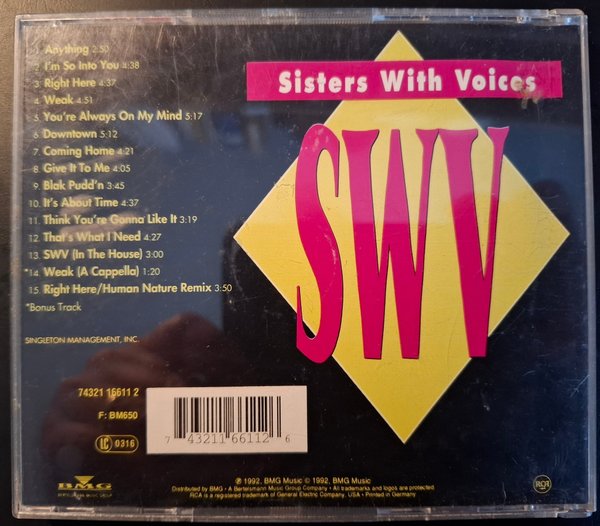 1. Anything 2:50
2. I'm So Into You 4:38
3. Right Here 4:37
4. Weak 4:51
5. You're Always On My Mind 5:17
6. Downtown 5:12
7. Coming Home 4:21
8. Give It To Me 4:05
9. Blak Pudd'n 3:45
10. It's About Time 4:37
11. Think You're Gonna Like It 3:19
12. That's What I Need 4:27
13. SWV (In The House) 3:00
*14. Weak (A Cappella) 1:20
15. Right Here/Human Nature Remix 3:50
*Bonus Track
SINGLETON MANAGEMENT, INC.
Sisters With Voices
SWV
74321 16611 2
F: BM650
LC 0316
7 43211 66112 6
BMG
BERTELSMANN MUSIC GROUP
℗ 1992, BMG Music © 1992, BMG Music
Distributed by BMG • A Bertelsmann Music Group Company • All trademarks and logos are protected
RCA is a registered trademark of General Electric Company, USA • Printed in Germany
RCA